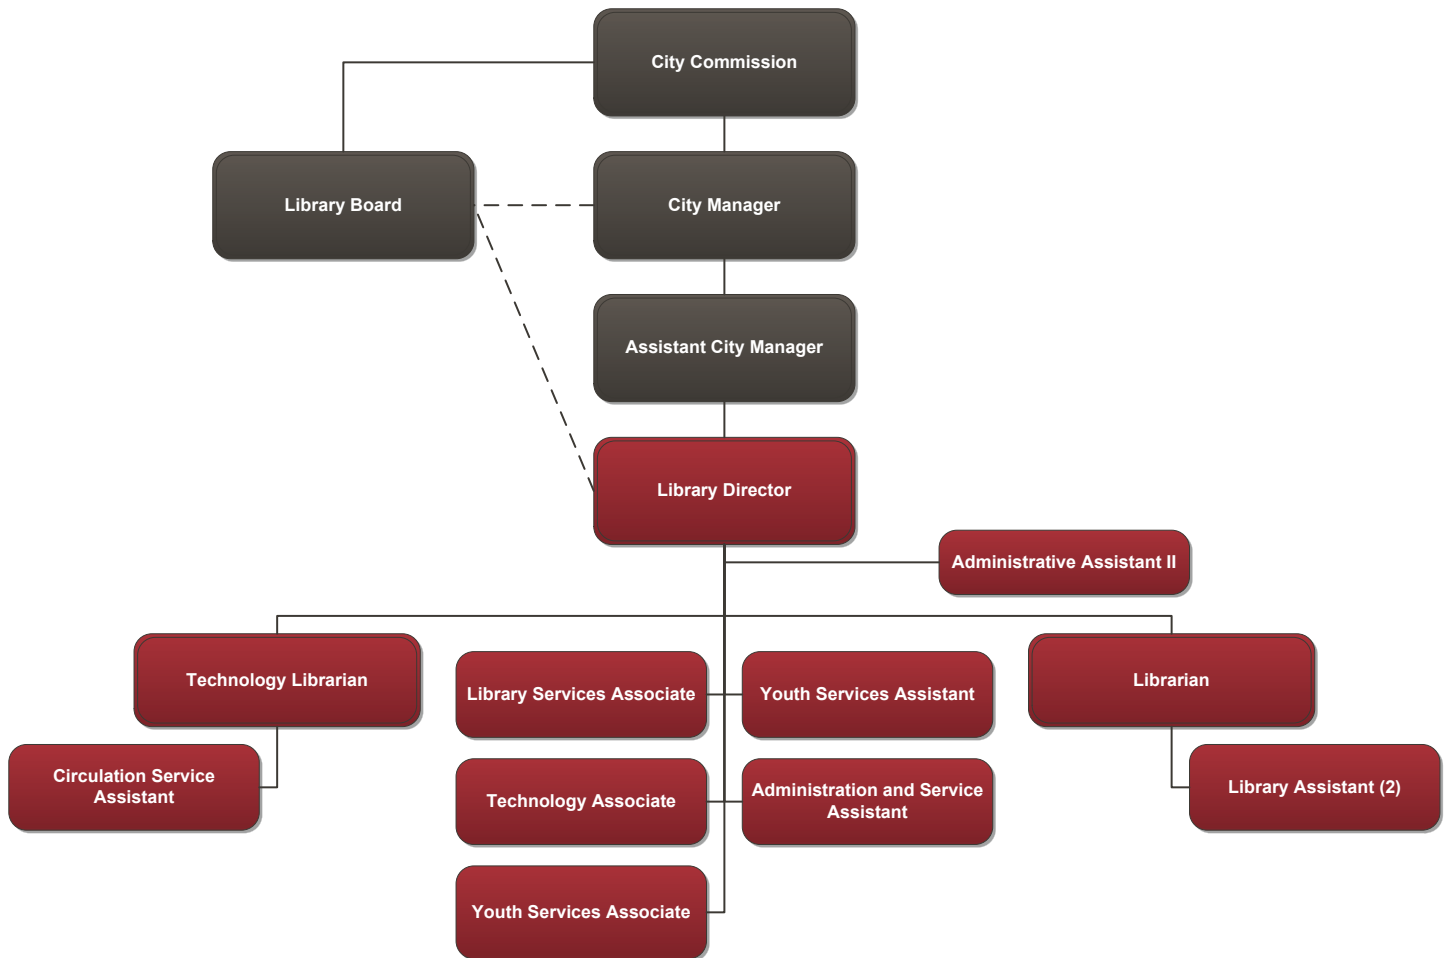 City Commission
Library Board
City Manager
Assistant City Manager
Library Director
Administrative Assistant II
Technology Librarian
Library Services Associate
Youth Services Assistant
Librarian
Circulation Service
Assistant
Technology Associate
Administration and Service
Assistant
Library Assistant (2)
Youth Services Associate